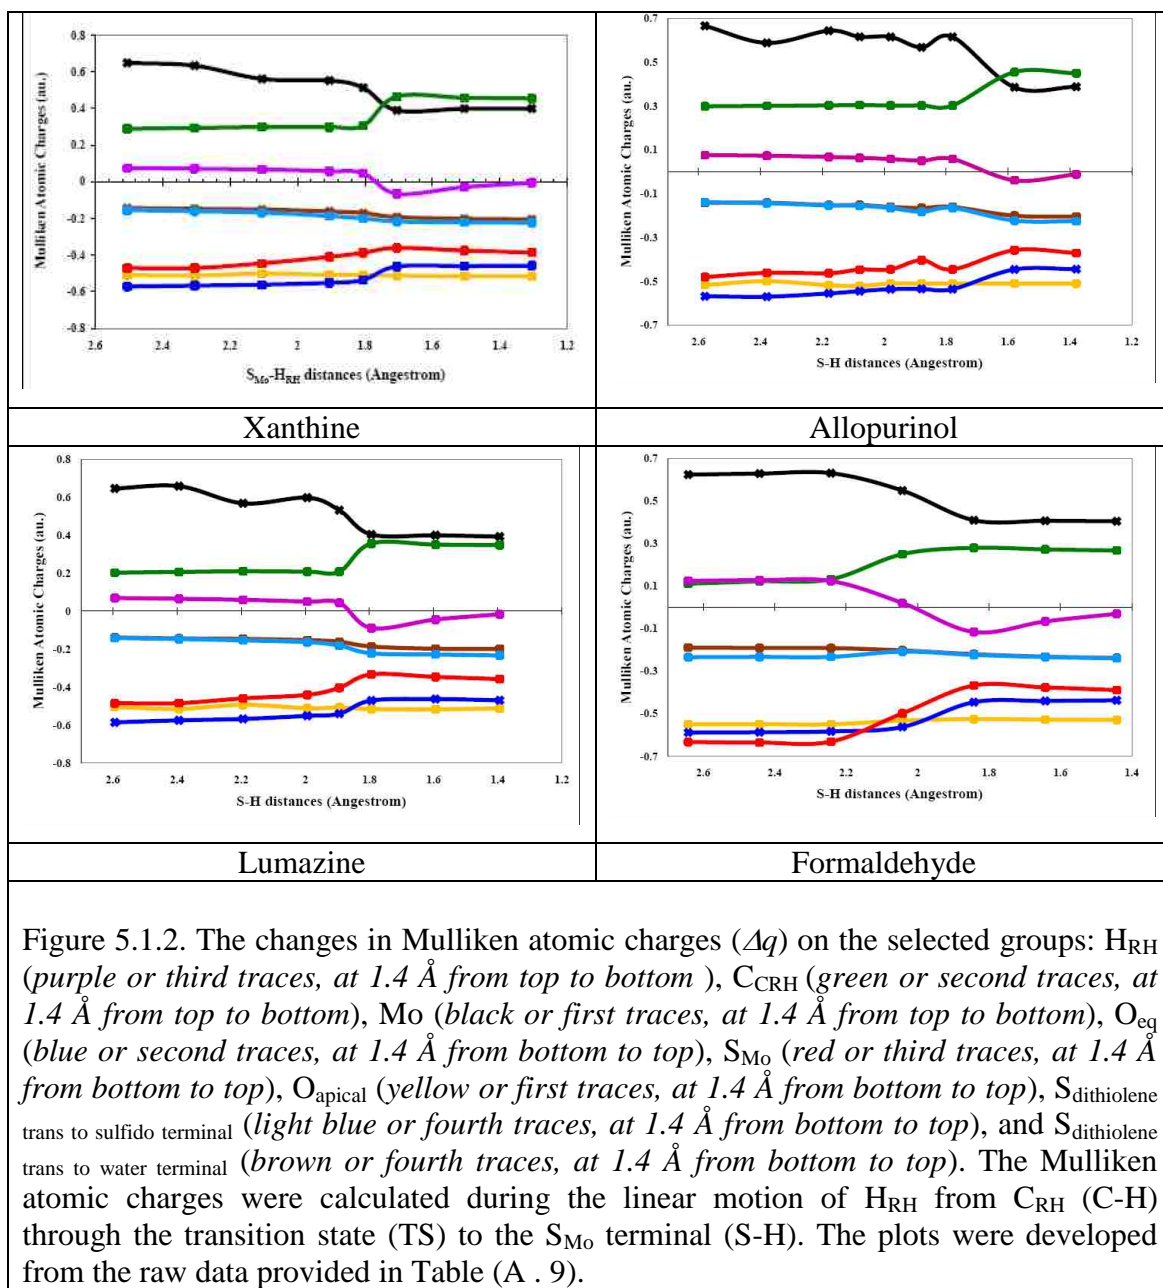 0.8
0.6
0.4
0.2
0
-0.2
-0.4
-0.6
-0.8
Mulliken Atomic Charges (au.)
2.6 2.4 2.2 2 1.8 1.6 1.4 1.2
SMo-HRH distances (Angestrom)
0.7
0.5
0.3
0.1
-0.1
-0.3
-0.5
-0.7
Mulliken Atomic Charges (au.)
2.6 2.4 2.2 2 1.8 1.6 1.4 1.2
S-H distances (Angestrom)
Xanthine
Allopurinol
0.8
0.6
0.4
0.2
0
-0.2
-0.4
-0.6
-0.8
Mulliken Atomic Charges (au.)
2.6 2.4 2.2 2 1.8 1.6 1.4 1.2
S-H distances (Angestrom)
0.7
0.5
0.3
0.1
-0.1
-0.3
-0.5
-0.7
Mulliken Atomic Charges (au.)
2.6 2.4 2.2 2 1.8 1.6 1.4
S-H distances (Angestrom)
Lumazine
Formaldehyde
Figure 5.1.2. The changes in Mulliken atomic charges (Δq) on the selected groups: HRH
(purple or third traces, at 1.4 Å from top to bottom ), CCRH (green or second traces, at
1.4 Å from top to bottom), Mo (black or first traces, at 1.4 Å from top to bottom), Oeq
(blue or second traces, at 1.4 Å from bottom to top), SMo (red or third traces, at 1.4 Å
from bottom to top), Oapical (yellow or first traces, at 1.4 Å from bottom to top), Sdithiolene
trans to sulfido terminal (light blue or fourth traces, at 1.4 Å from bottom to top), and Sdithiolene
trans to water terminal (brown or fourth traces, at 1.4 Å from bottom to top). The Mulliken
atomic charges were calculated during the linear motion of HRH from CRH (C-H)
through the transition state (TS) to the SMo terminal (S-H). The plots were developed
from the raw data provided in Table (A . 9).